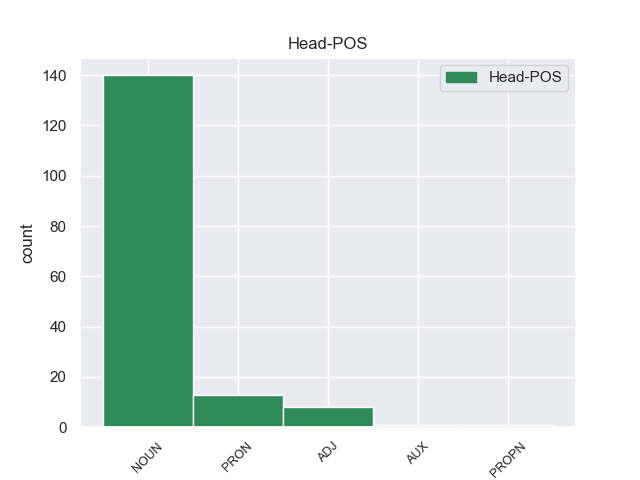 Head-POS
Head-POS
140
120
100
80
60
40
20
0
count
NOUN
PRON
ADJ
AUX
PROPN